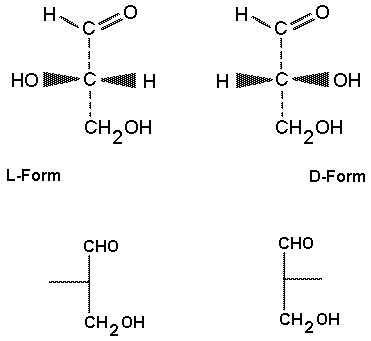 H O H O
C C
HO C H H C OH
CH2OH CH2OH
L-Form D-Form
CHO CHO
CH2OH CH2OH